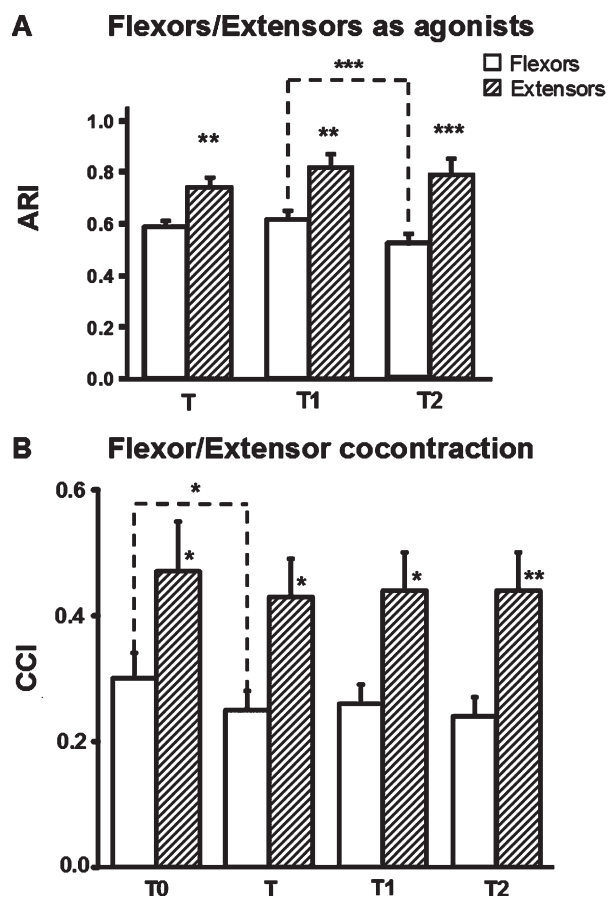 A Flexors/Extensors as agonists
Flexors
Extensors
***
** ** ***
1.0
0.8
0.6
0.4
0.2
0.0
ARI
T T1 T2
B Flexor/Extensor cocontraction
0.6
0.4
0.2
0.0
CCI
*
* * * **
T0 T T1 T2